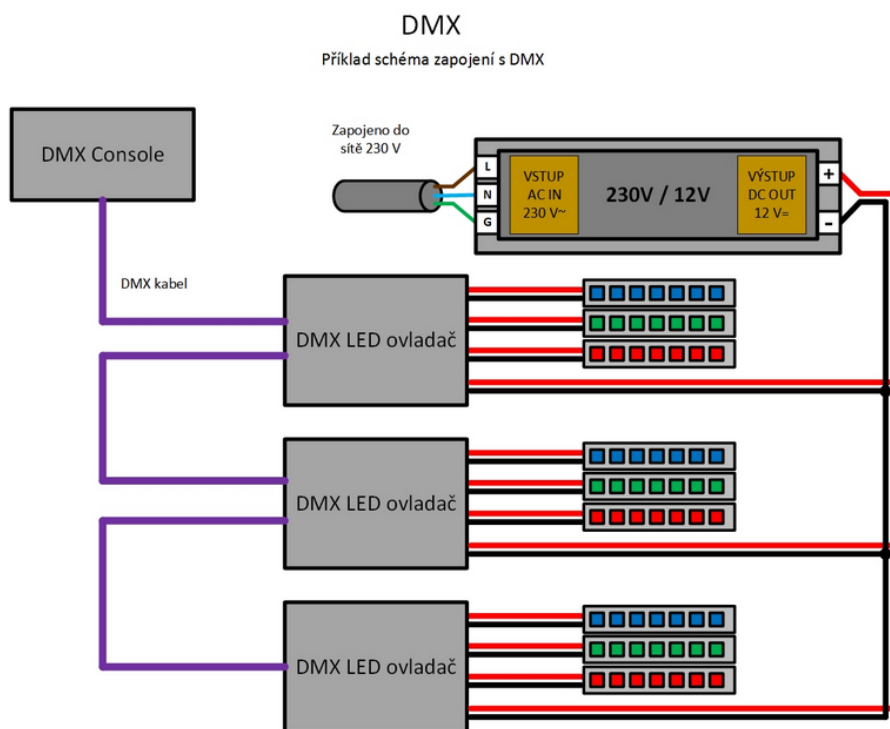 DMX
Příklad schéma zapojení s DMX
DMX Console
Zapojeno do
sítě 230 V
L
N
G
VSTUP
AC IN
230 V~
230V / 12V
VÝSTUP
DC OUT
12 V=
+
-
DMX kabel
DMX LED ovladač
DMX LED ovladač
DMX LED ovladač